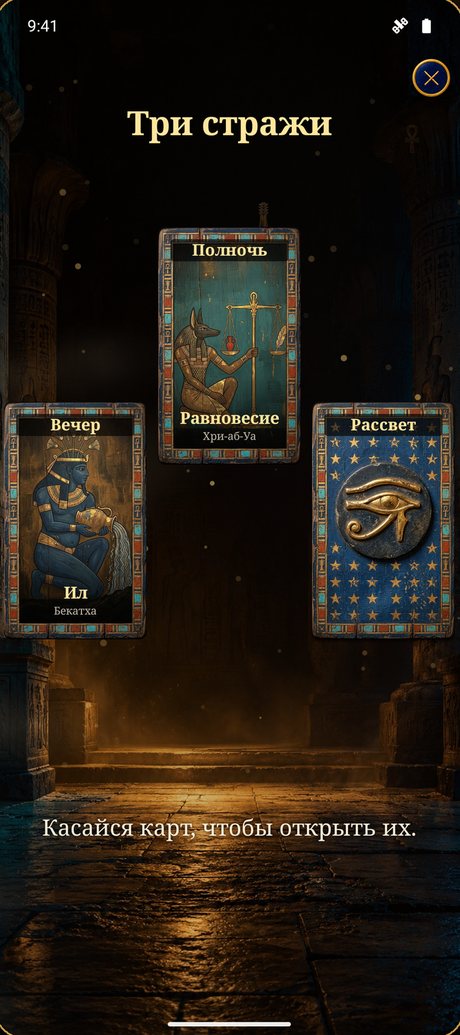 9:41
Три стражи
Полночь
Равновесие
Хри-аб-Уа
Вечер
Ил
Бекатха
Рассвет
Касайся карт, чтобы открыть их.